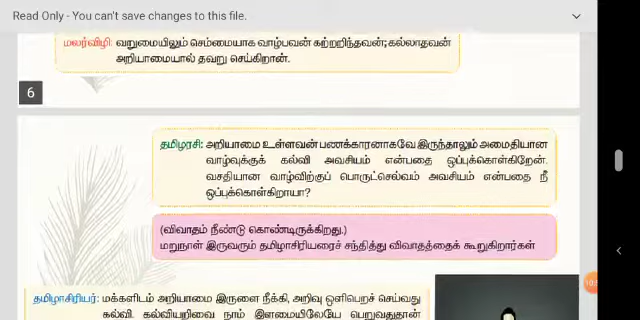 Read Only - You can't save changes to this file.
மலர்விழி: வறுமையிலும் செம்மையாக வாழ்பவன் கற்றறிந்தவன்; கல்லாதவன்
அறியாமையால் தவறு செய்கிறான்.
6
தமிழரசி: அறியாமை உள்ளவன் பணக்காரனாகவே இருந்தாலும் அமைதியான
வாழ்வுக்குக் கல்வி அவசியம் என்பதை ஒப்புக்கொள்கிறேன்.
வசதியான வாழ்விற்குப் பொருட்செல்வம் அவசியம் என்பதை நீ
ஒப்புக்கொள்கிறாயா?
(விவாதம் நீண்டு கொண்டிருக்கிறது.)
மறுநாள் இருவரும் தமிழாசிரியரைச் சந்தித்து விவாதத்தைக் கூறுகிறார்கள்
தமிழாசிரியர்: மக்களிடம் அறியாமை இருளை நீக்கி, அறிவு ஒளிபெறச் செய்வது
கல்வி. கல்வியறிவை நாம் இளமையிலேயே பெறுவதுதான்